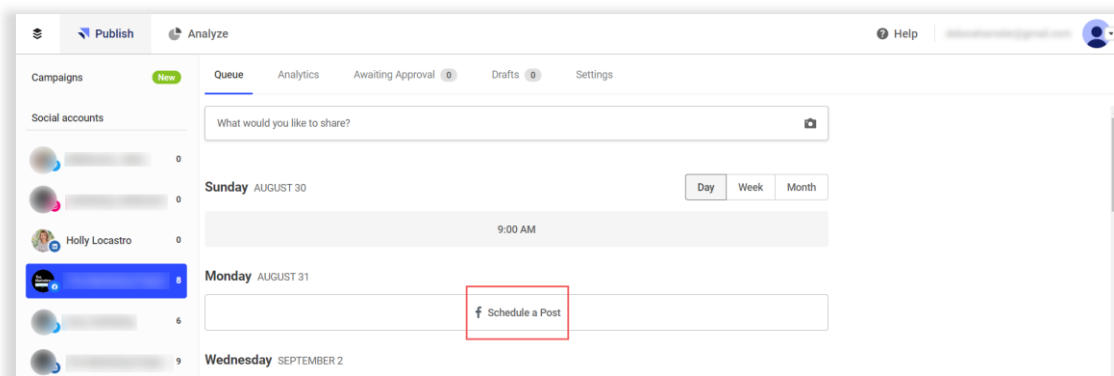 Publish
Analyze
Help
Campaigns New
Queue Analytics Awaiting Approval 0 Drafts 0 Settings
Social accounts
What would you like to share?
0
0
Holly Locastro 0
8
6
9
Sunday AUGUST 30
Day Week Month
9:00 AM
Monday AUGUST 31
Schedule a Post
Wednesday SEPTEMBER 2